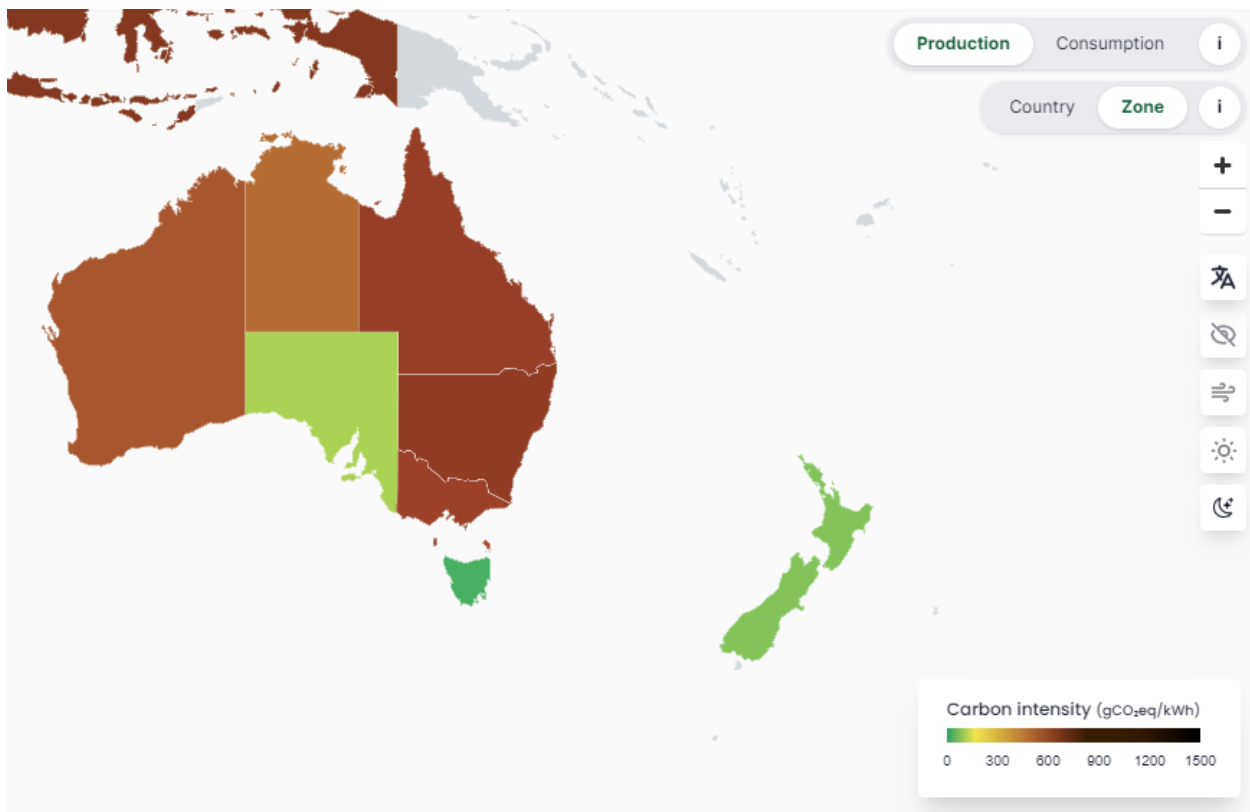 Production Consumption i
Country Zone i
+
−
Carbon intensity (gCO₂eq/kWh)
0 300 600 900 1200 1500